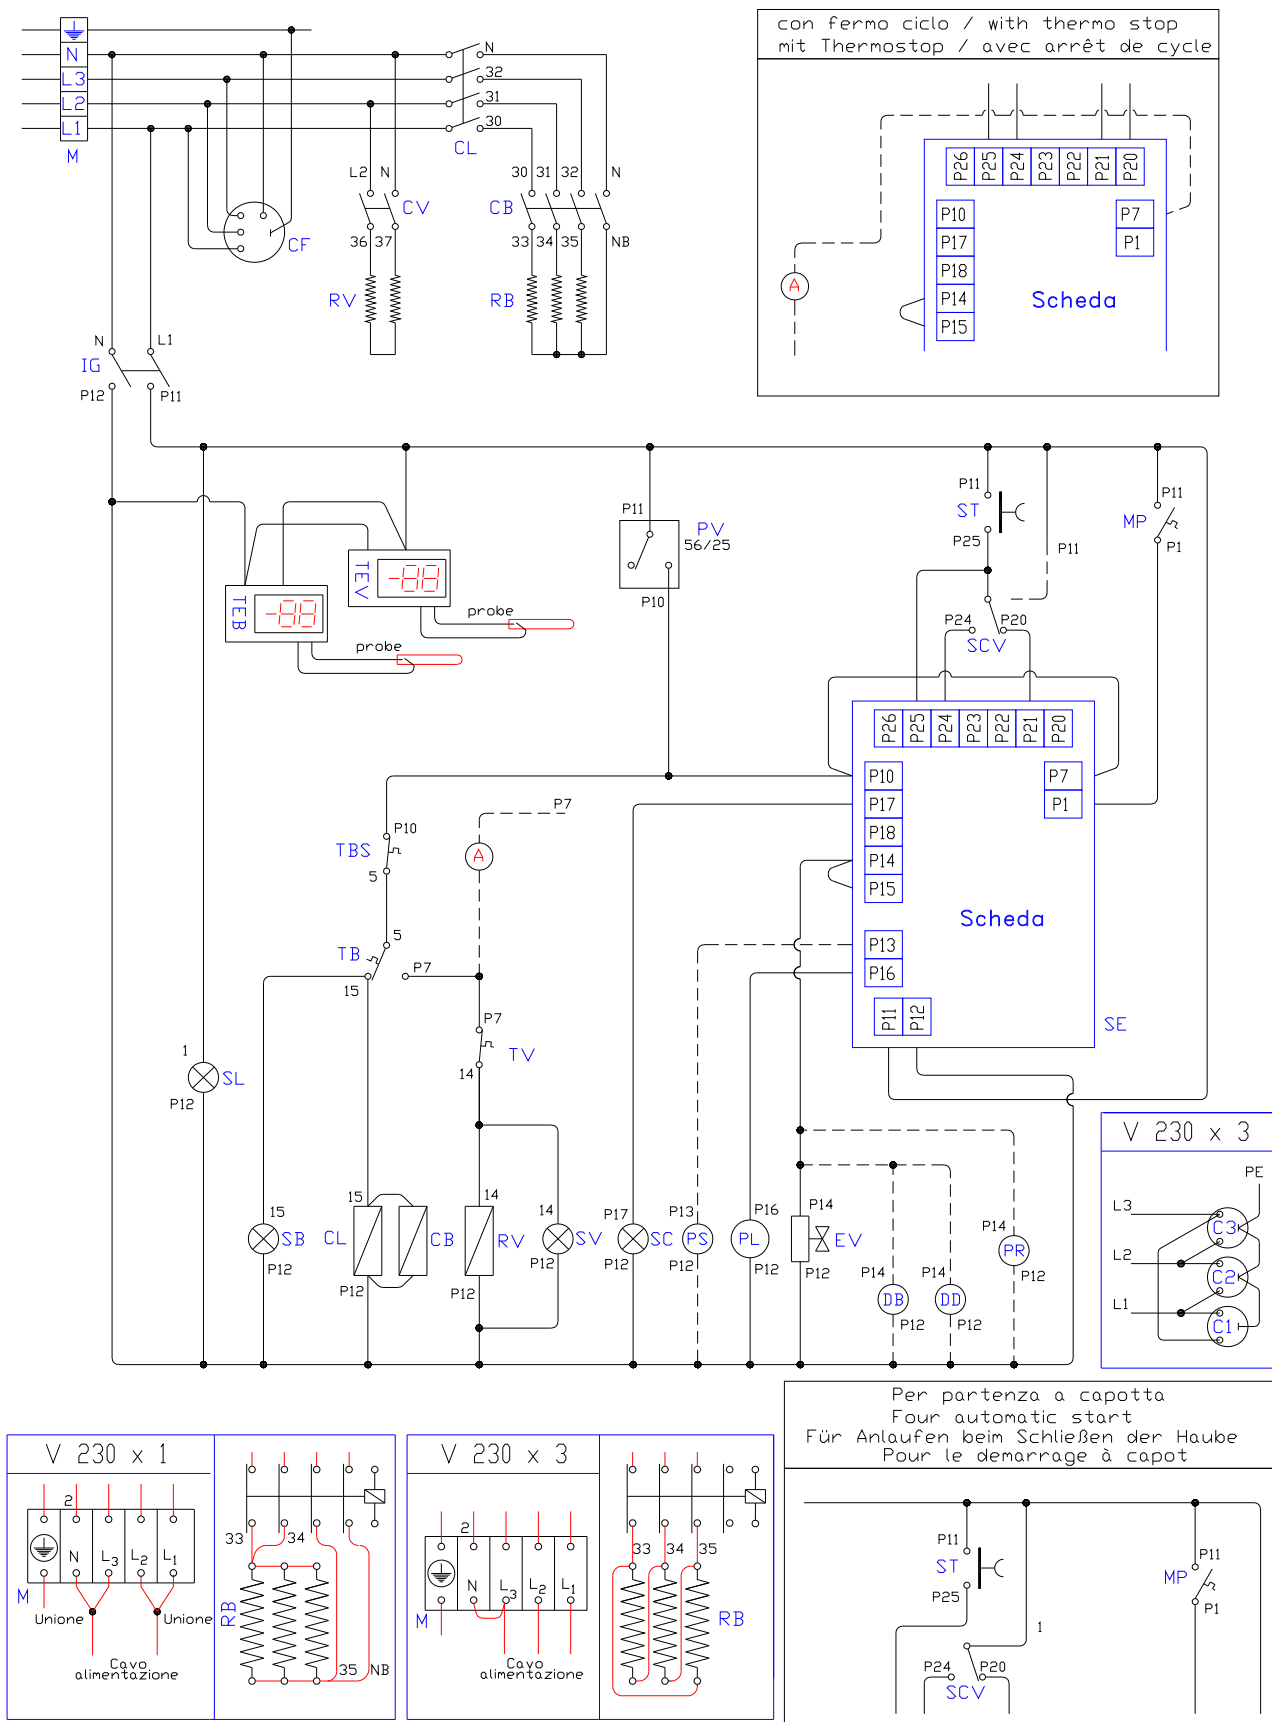 con fermo ciclo / with thermo stop
mit Thermostop / avec arrêt de cycle
N
L3
L2
L1
M
N
32
31
30
CL
CF
L2 N
CV
36 37
RV
30 31 32 N
CB
33 34 35 NB
RB
P26 P25 P24 P23 P22 P21 P20
P10
P17
P18
P14
P15
P7
P1
Scheda
A
N L1
IG
P12 P11
P11
PV
56/25
P10
P11
ST
P25
P11
P24 P20
SCV
P11
MP
P1
TEV
-88
TEB
-88
probe
probe
P26 P25 P24 P23 P22 P21 P20
P10
P17
P18
P14
P15
P13
P16
P11 P12
P7
P1
Scheda
SE
P10
TBS
5
5
TB
15
P7
A
P7
P7
TV
14
1
SL
P12
15
SB
P12
15
CL
CB
P12
14
RV
P12
14
SV
P12
P17
SC
P12
P13
PS
P12
P16
PL
P12
P14
EV
P12
P14
DB
P12
P14
DD
P12
P14
PR
P12
V 230 x 3
PE
L3
C3
L2
C2
L1
C1
Per partenza a capotta
Four automatic start
Für Anlaufen beim Schließen der Haube
Pour le demarrage à capot
P11
ST
P25
1
P24 P20
SCV
P11
MP
P1
V 230 x 1
2
N L3 L2 L1
M
Unione Unione
Cavo
alimentazione
33 34
RB
35 NB
V 230 x 3
2
N L3 L2 L1
M
Cavo
alimentazione
33 34 35
RB